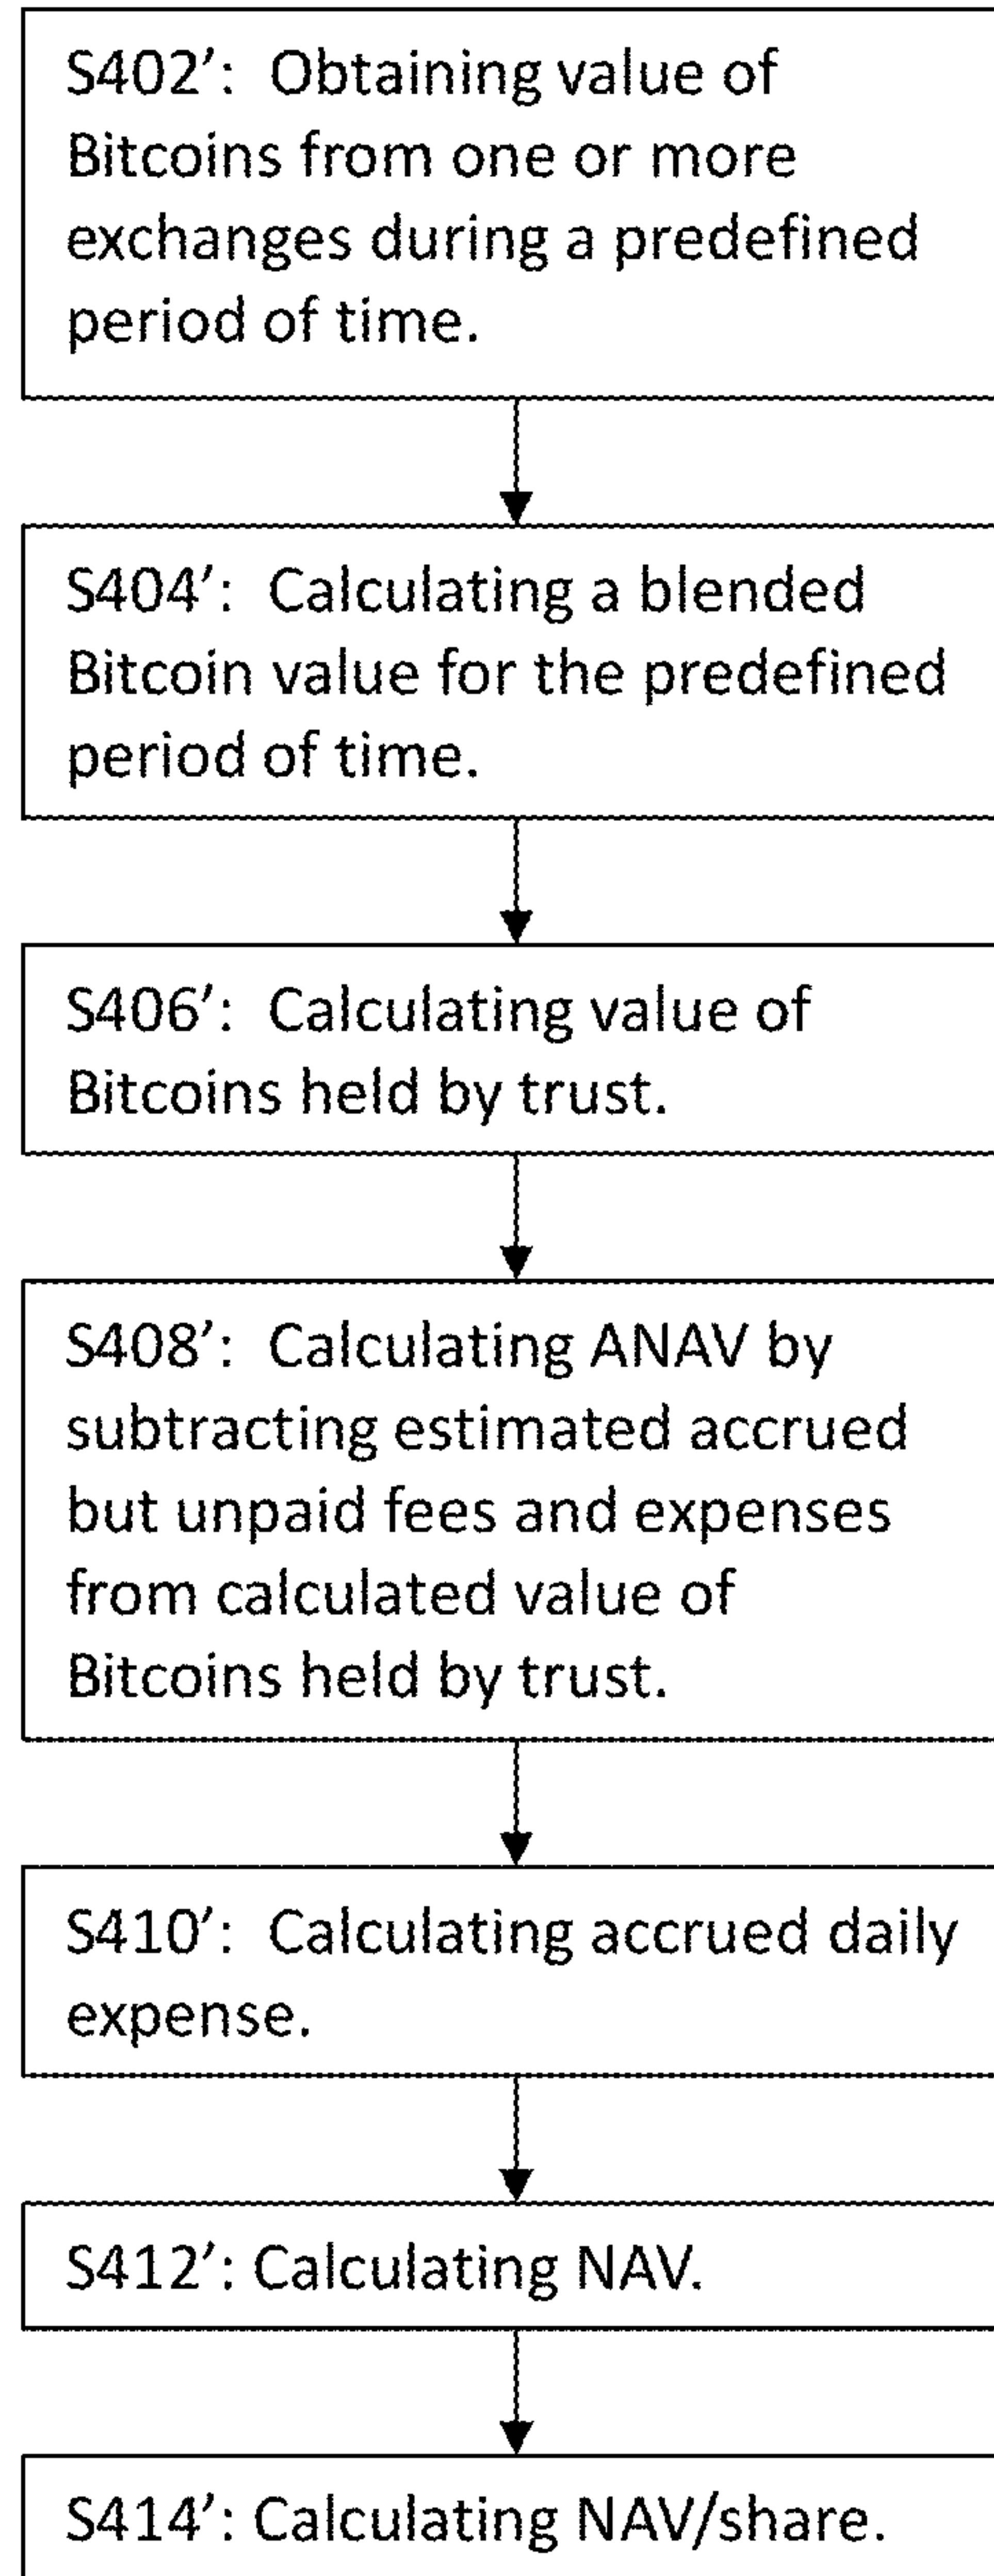 S402′: Obtaining value of
Bitcoins from one or more
exchanges during a predefined
period of time.
S404′: Calculating a blended
Bitcoin value for the predefined
period of time.
S406′: Calculating value of
Bitcoins held by trust.
S408′: Calculating ANAV by
subtracting estimated accrued
but unpaid fees and expenses
from calculated value of
Bitcoins held by trust.
S410′: Calculating accrued daily
expense.
S412′: Calculating NAV.
S414′: Calculating NAV/share.